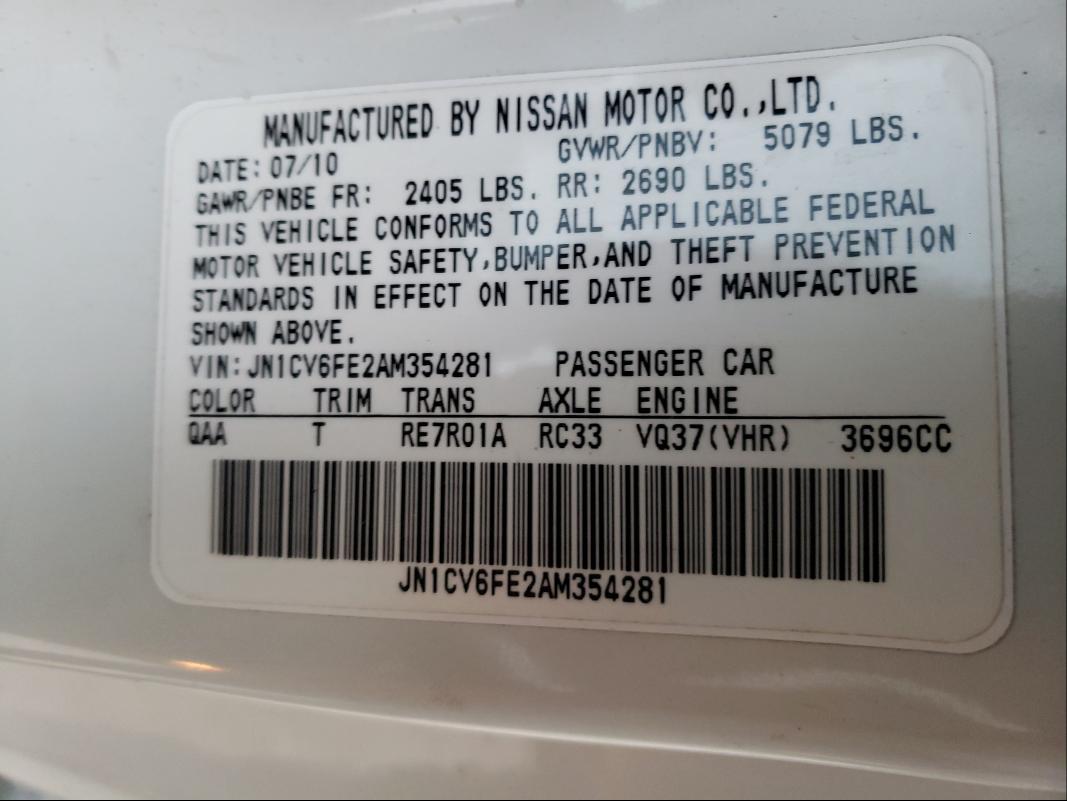 MANUFACTURED BY NISSAN MOTOR CO.,LTD.
DATE: 07/10 GVWR/PNBV: 5079 LBS.
GAWR/PNBE FR: 2405 LBS. RR: 2690 LBS.
THIS VEHICLE CONFORMS TO ALL APPLICABLE FEDERAL
MOTOR VEHICLE SAFETY,BUMPER,AND THEFT PREVENTION
STANDARDS IN EFFECT ON THE DATE OF MANUFACTURE
SHOWN ABOVE.
VIN:JN1CV6FE2AM354281 PASSENGER CAR
COLOR TRIM TRANS AXLE ENGINE
QAA T RE7R01A RC33 VQ37(VHR) 3696CC
JN1CV6FE2AM354281